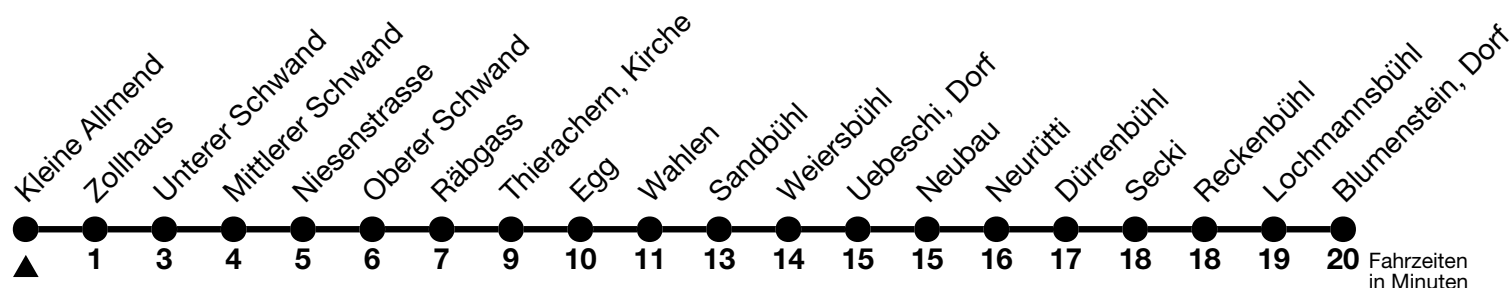 Kleine Allmend
Zollhaus
Unterer Schwand
Mittlerer Schwand
Niesenstrasse
Oberer Schwand
Räbgass
Thierachern, Kirche
Egg
Wahlen
Sandbühl
Weiersbühl
Uebeschi, Dorf
Neubau
Neurütti
Dürrenbühl
Secki
Reckenbühl
Lochmannsbühl
Blumenstein, Dorf
1 3 4 5 6 7 9 10 11 13 14 15 15 16 17 18 18 19 20 Fahrzeiten
in Minuten